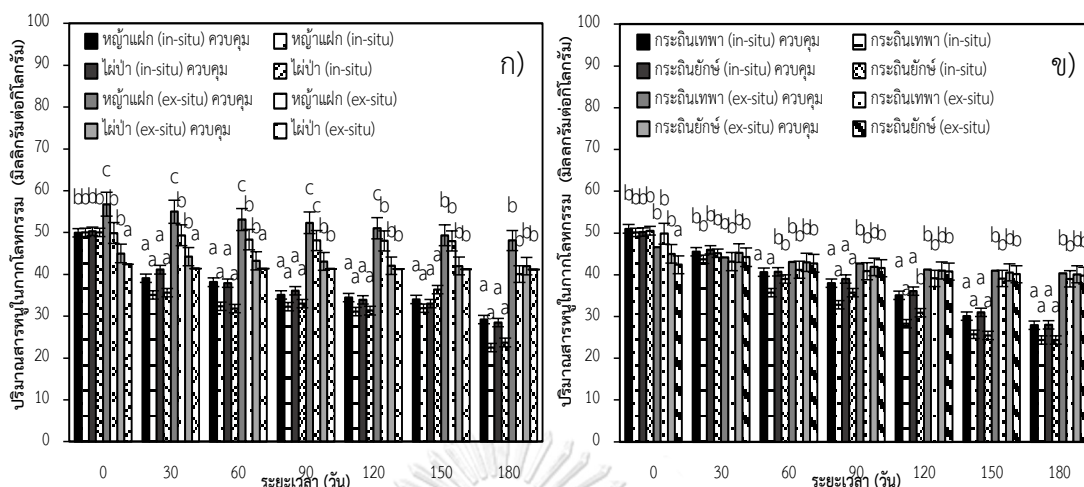 ปริมาณสารหนูในกากโลหกรรม (มิลลิกรัมต่อกิโลกรัม)
100
90
80
70
60
50
40
30
20
10
0
หญ้าแฝก (in-situ) ควบคุม
หญ้าแฝก (in-situ)
ไผ่ป่า (in-situ) ควบคุม
ไผ่ป่า (in-situ)
หญ้าแฝก (ex-situ) ควบคุม
หญ้าแฝก (ex-situ)
ไผ่ป่า (ex-situ) ควบคุม
ไผ่ป่า (ex-situ)
ก)
0 30 60 90 120 150 180
ระยะเวลา (วัน)
ปริมาณสารหนูในกากโลหกรรม (มิลลิกรัมต่อกิโลกรัม)
100
90
80
70
60
50
40
30
20
10
0
กระถินเทพา (in-situ) ควบคุม
กระถินเทพา (in-situ)
กระถินยักษ์ (in-situ) ควบคุม
กระถินยักษ์ (in-situ)
กระถินเทพา (ex-situ) ควบคุม
กระถินเทพา (ex-situ)
กระถินยักษ์ (ex-situ) ควบคุม
กระถินยักษ์ (ex-situ)
ข)
0 30 60 90 120 150 180
ระยะเวลา (วัน)